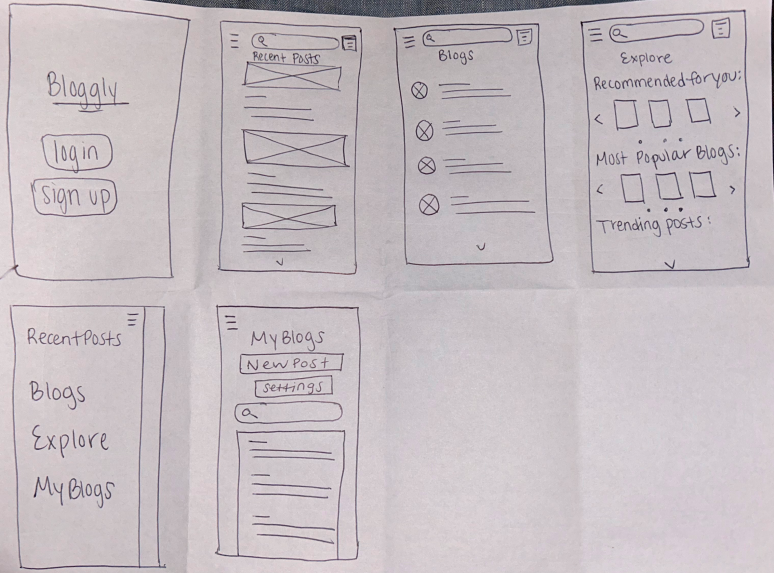 Bloggly
login
sign up
Recent Posts
Blogs
Explore
Recommended for you:
Most Popular Blogs:
Trending posts:
Recent Posts
Blogs
Explore
My Blogs
My Blogs
New Post
settings